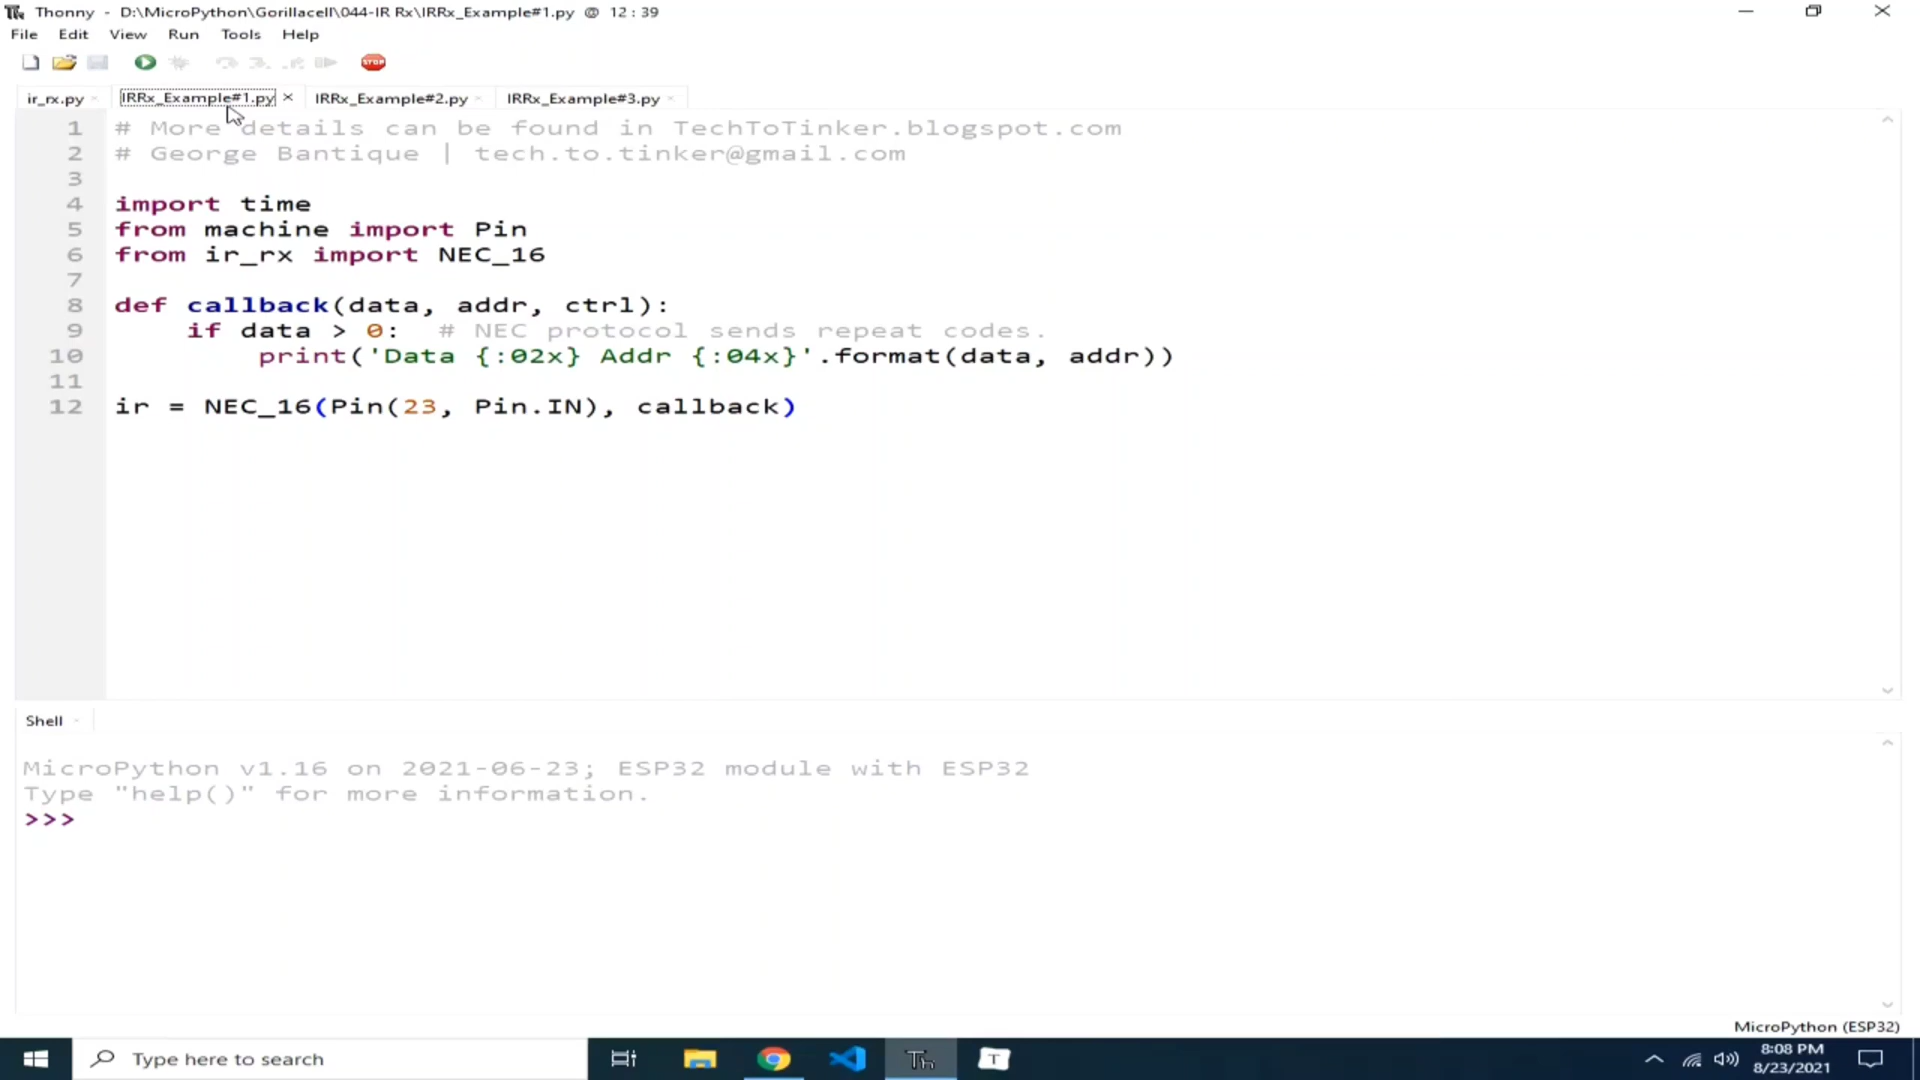 Thonny - D:\MicroPython\Gorillacell\044-IR Rx\IRRx_Example#1.py @ 12 : 39
File Edit View Run Tools Help
STOP
ir_rx.py IRRx_Example#1.py IRRx_Example#2.py IRRx_Example#3.py
1 # More details can be found in TechToTinker.blogspot.com
2 # George Bantique | tech.to.tinker@gmail.com
3
4 import time
5 from machine import Pin
6 from ir_rx import NEC_16
7
8 def callback(data, addr, ctrl):
9 if data > 0: # NEC protocol sends repeat codes.
10 print('Data {:02x} Addr {:04x}'.format(data, addr))
11
12 ir = NEC_16(Pin(23, Pin.IN), callback)
Shell
MicroPython v1.16 on 2021-06-23; ESP32 module with ESP32
Type "help()" for more information.
>>>
MicroPython (ESP32)
Type here to search
Th
T
8:08 PM
8/23/2021